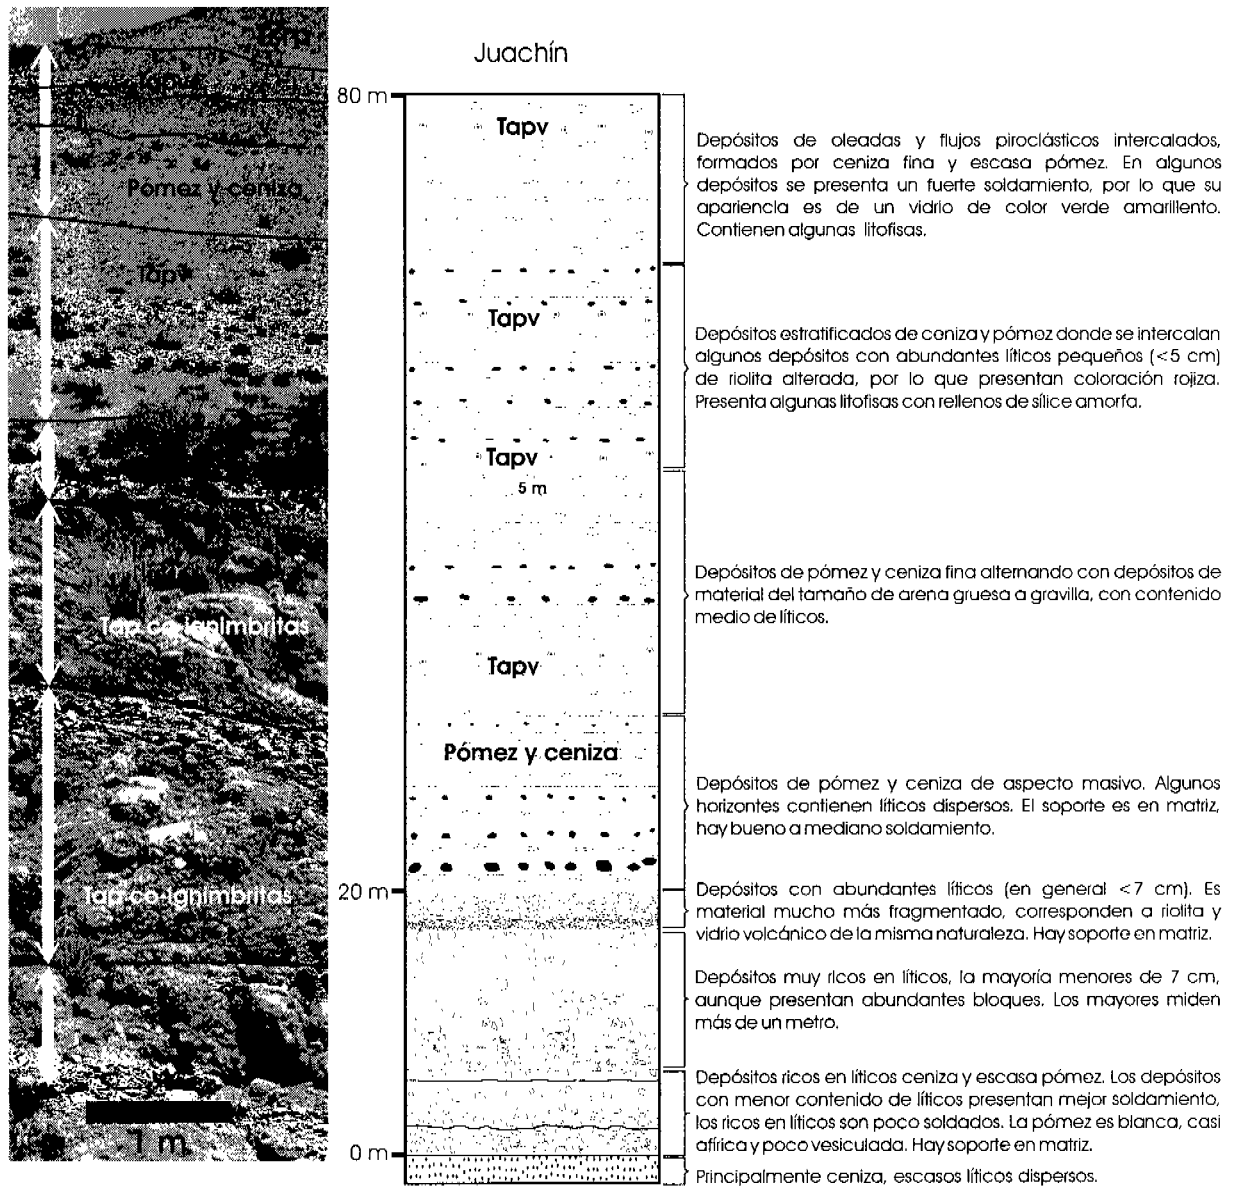 Juachín
80 m
Tapv
Depósitos de oleadas y flujos piroclásticos intercalados,
formados por ceniza fina y escasa pómez. En algunos
depósitos se presenta un fuerte soldamiento, por lo que su
apariencia es de un vidrio de color verde amarillento.
Contienen algunas litofisas.
Pómez y ceniza
Tapv
Tapv
Depósitos estratificados de ceniza y pómez donde se intercalan
algunos depósitos con abundantes líticos pequeños (<5 cm)
de riolita alterada, por lo que presentan coloración rojiza.
Presenta algunas litofisas con rellenos de sílice amorfa.
Tapv
5 m
Depósitos de pómez y ceniza fina alternando con depósitos de
material del tamaño de arena gruesa a gravilla, con contenido
medio de líticos.
Tap co-ignimbritas
Tapv
Pómez y ceniza
Depósitos de pómez y ceniza de aspecto masivo. Algunos
horizontes contienen líticos dispersos. El soporte es en matriz,
hay bueno a mediano soldamiento.
Tap co-ignimbritas
20 m
Depósitos con abundantes líticos (en general <7 cm). Es
material mucho más fragmentado, corresponden a riolita y
vidrio volcánico de la misma naturaleza. Hay soporte en matriz.
Depósitos muy ricos en líticos, la mayoría menores de 7 cm,
aunque presentan abundantes bloques. Los mayores miden
más de un metro.
Depósitos ricos en líticos ceniza y escasa pómez. Los depósitos
con menor contenido de líticos presentan mejor soldamiento,
los ricos en líticos son poco soldados. La pómez es blanca, casi
afírica y poco vesiculada. Hay soporte en matriz.
1 m
0 m
Principalmente ceniza, escasos líticos dispersos.